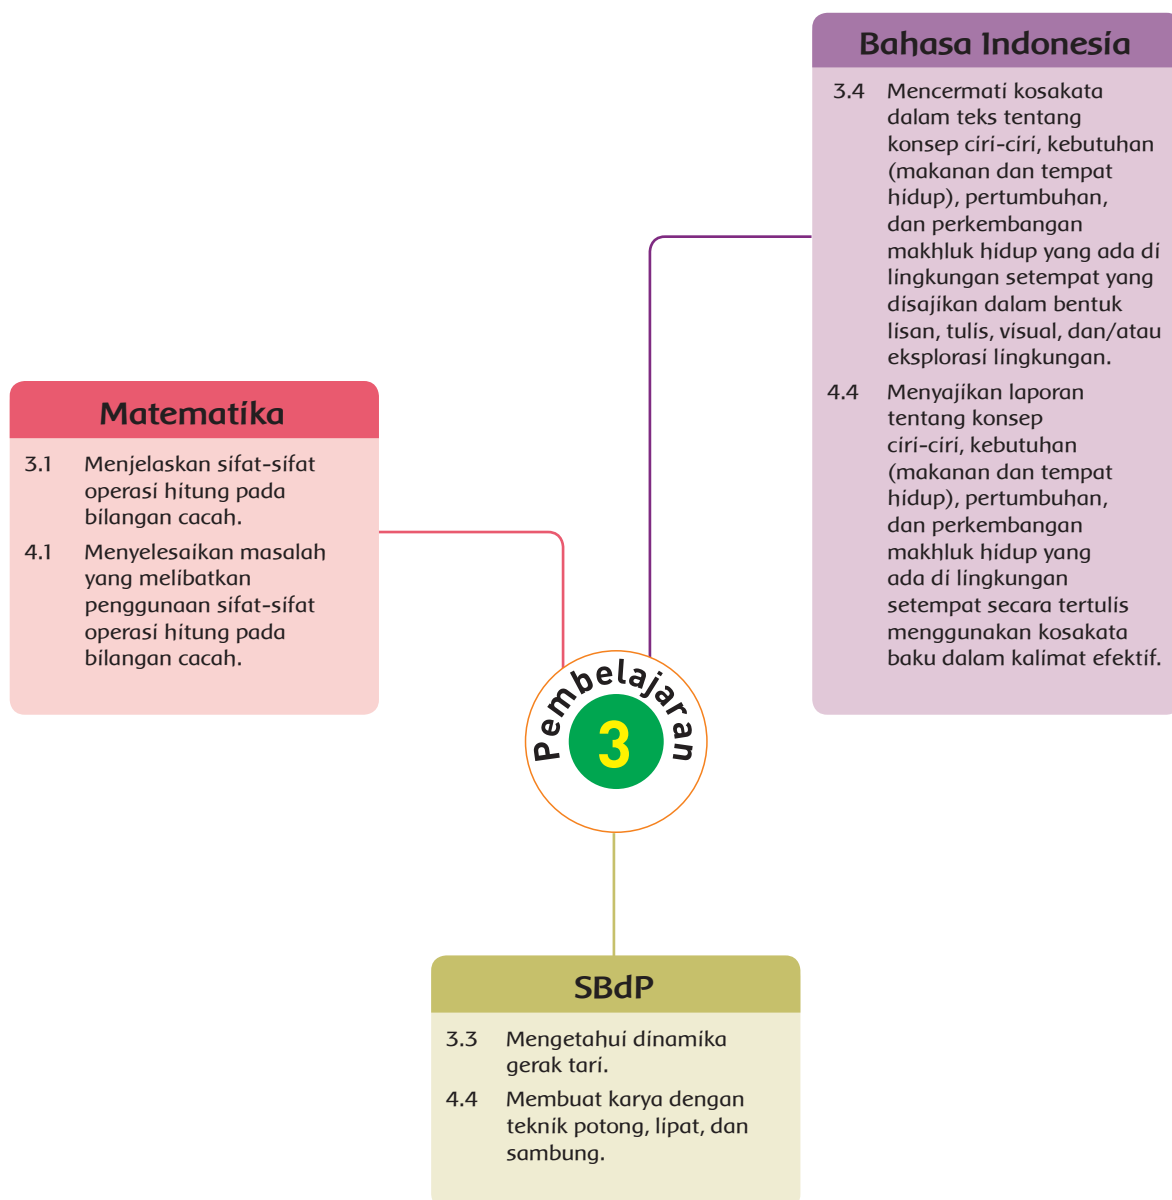 Bahasa Indonesia
3.4 Mencermati kosakata
dalam teks tentang
konsep ciri-ciri, kebutuhan
(makanan dan tempat
hidup), pertumbuhan,
dan perkembangan
makhluk hidup yang ada di
lingkungan setempat yang
disajikan dalam bentuk
lisan, tulis, visual, dan/atau
eksplorasi lingkungan.
4.4 Menyajikan laporan
tentang konsep
ciri-ciri, kebutuhan
(makanan dan tempat
hidup), pertumbuhan,
dan perkembangan
makhluk hidup yang
ada di lingkungan
setempat secara tertulis
menggunakan kosakata
baku dalam kalimat efektif.
Matematika
3.1 Menjelaskan sifat-sifat
operasi hitung pada
bilangan cacah.
4.1 Menyelesaikan masalah
yang melibatkan
penggunaan sifat-sifat
operasi hitung pada
bilangan cacah.
Pembelajaran
3
SBdP
3.3 Mengetahui dinamika
gerak tari.
4.4 Membuat karya dengan
teknik potong, lipat, dan
sambung.